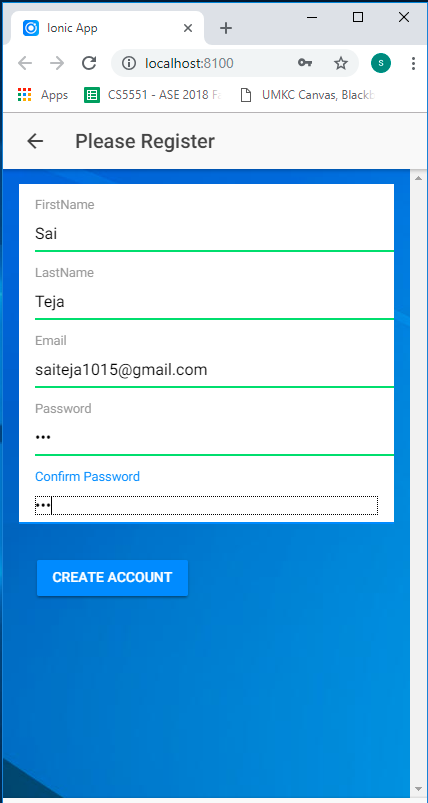 Ionic App
localhost:8100
S
Apps
CS5551 - ASE 2018 Fa
UMKC Canvas, Blackb
Please Register
FirstName
Sai
LastName
Teja
Email
saiteja1015@gmail.com
Password
•••
Confirm Password
•••
CREATE ACCOUNT